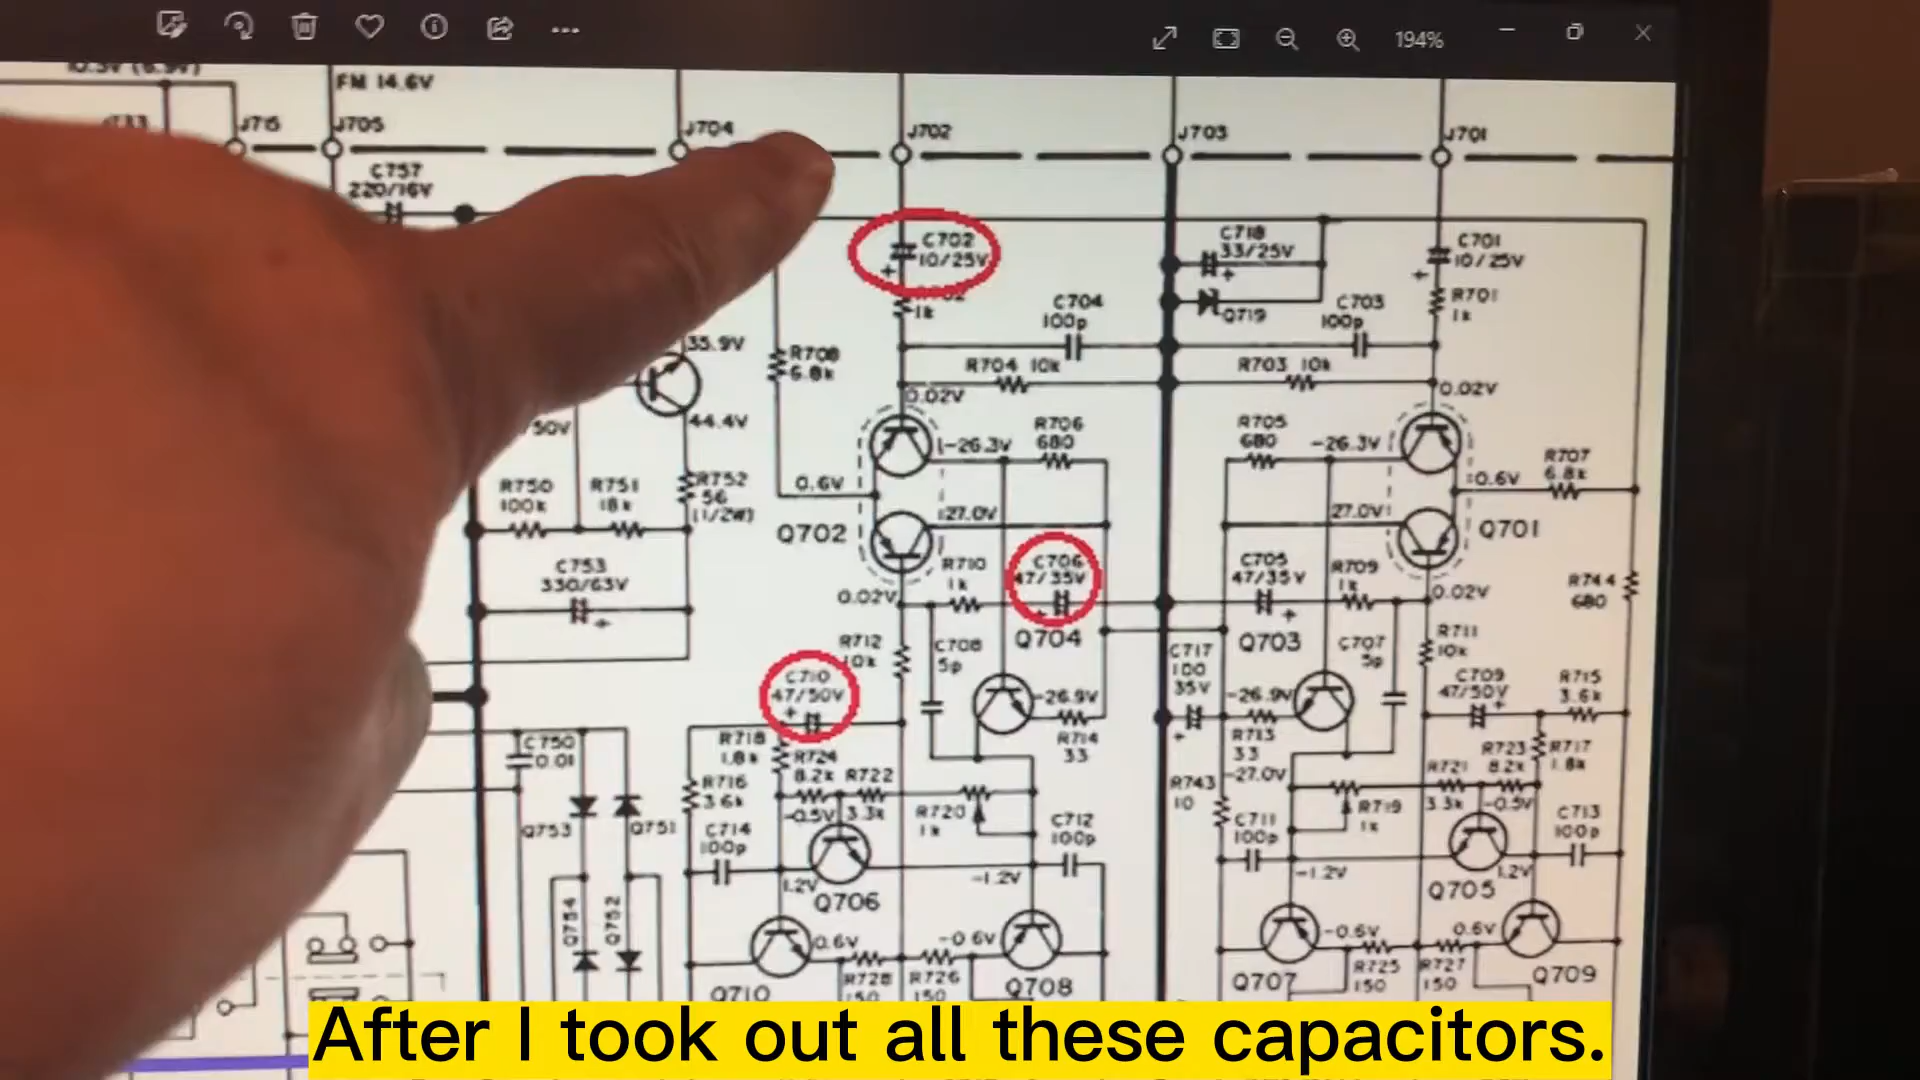 194%
FM 14.6V
J715
J705
J704
J702
J703
J701
C757
220/16V
C702
10/25V
C718
33/25V
C701
10/25V
1k
C704
100p
Q719
C703
100p
R701
1k
35.9V
R708
6.8k
R704 10k
R703 10k
0.02V
0.02V
44.4V
R706
680
-26.3V
R705
680
-26.3V
R707
6.8k
/50V
R750
100k
R751
18k
R752
56
(1/2W)
0.6V
0.6V
27.0V
27.0V
Q702
Q701
C753
330/63V
R710
1k
C706
47/35V
C705
47/35V
R709
1k
R744
680
0.02V
0.02V
R712
10k
C708
5p
Q704
C717
100
35V
Q703
C707
5p
R711
10k
C710
47/50V
-26.9V
-26.9V
C709
47/50V
R715
3.6k
R714
33
R713
33
R718
1.8k
R724
8.2k
R722
3.3k
R723
8.2k
R717
1.8k
C750
0.01
R716
3.6k
-0.5V
R720
1k
R743
10
-27.0V
R721
3.3k
-0.5V
R719
1k
Q753
Q751
C714
100p
C712
100p
C711
100p
C713
100p
1.2V
-1.2V
-1.2V
1.2V
Q706
Q705
Q754
Q752
0.6V
-0.6V
-0.6V
0.6V
R728
150
R726
150
R725
150
R727
150
Q710
Q708
Q707
Q709
After I took out all these capacitors.